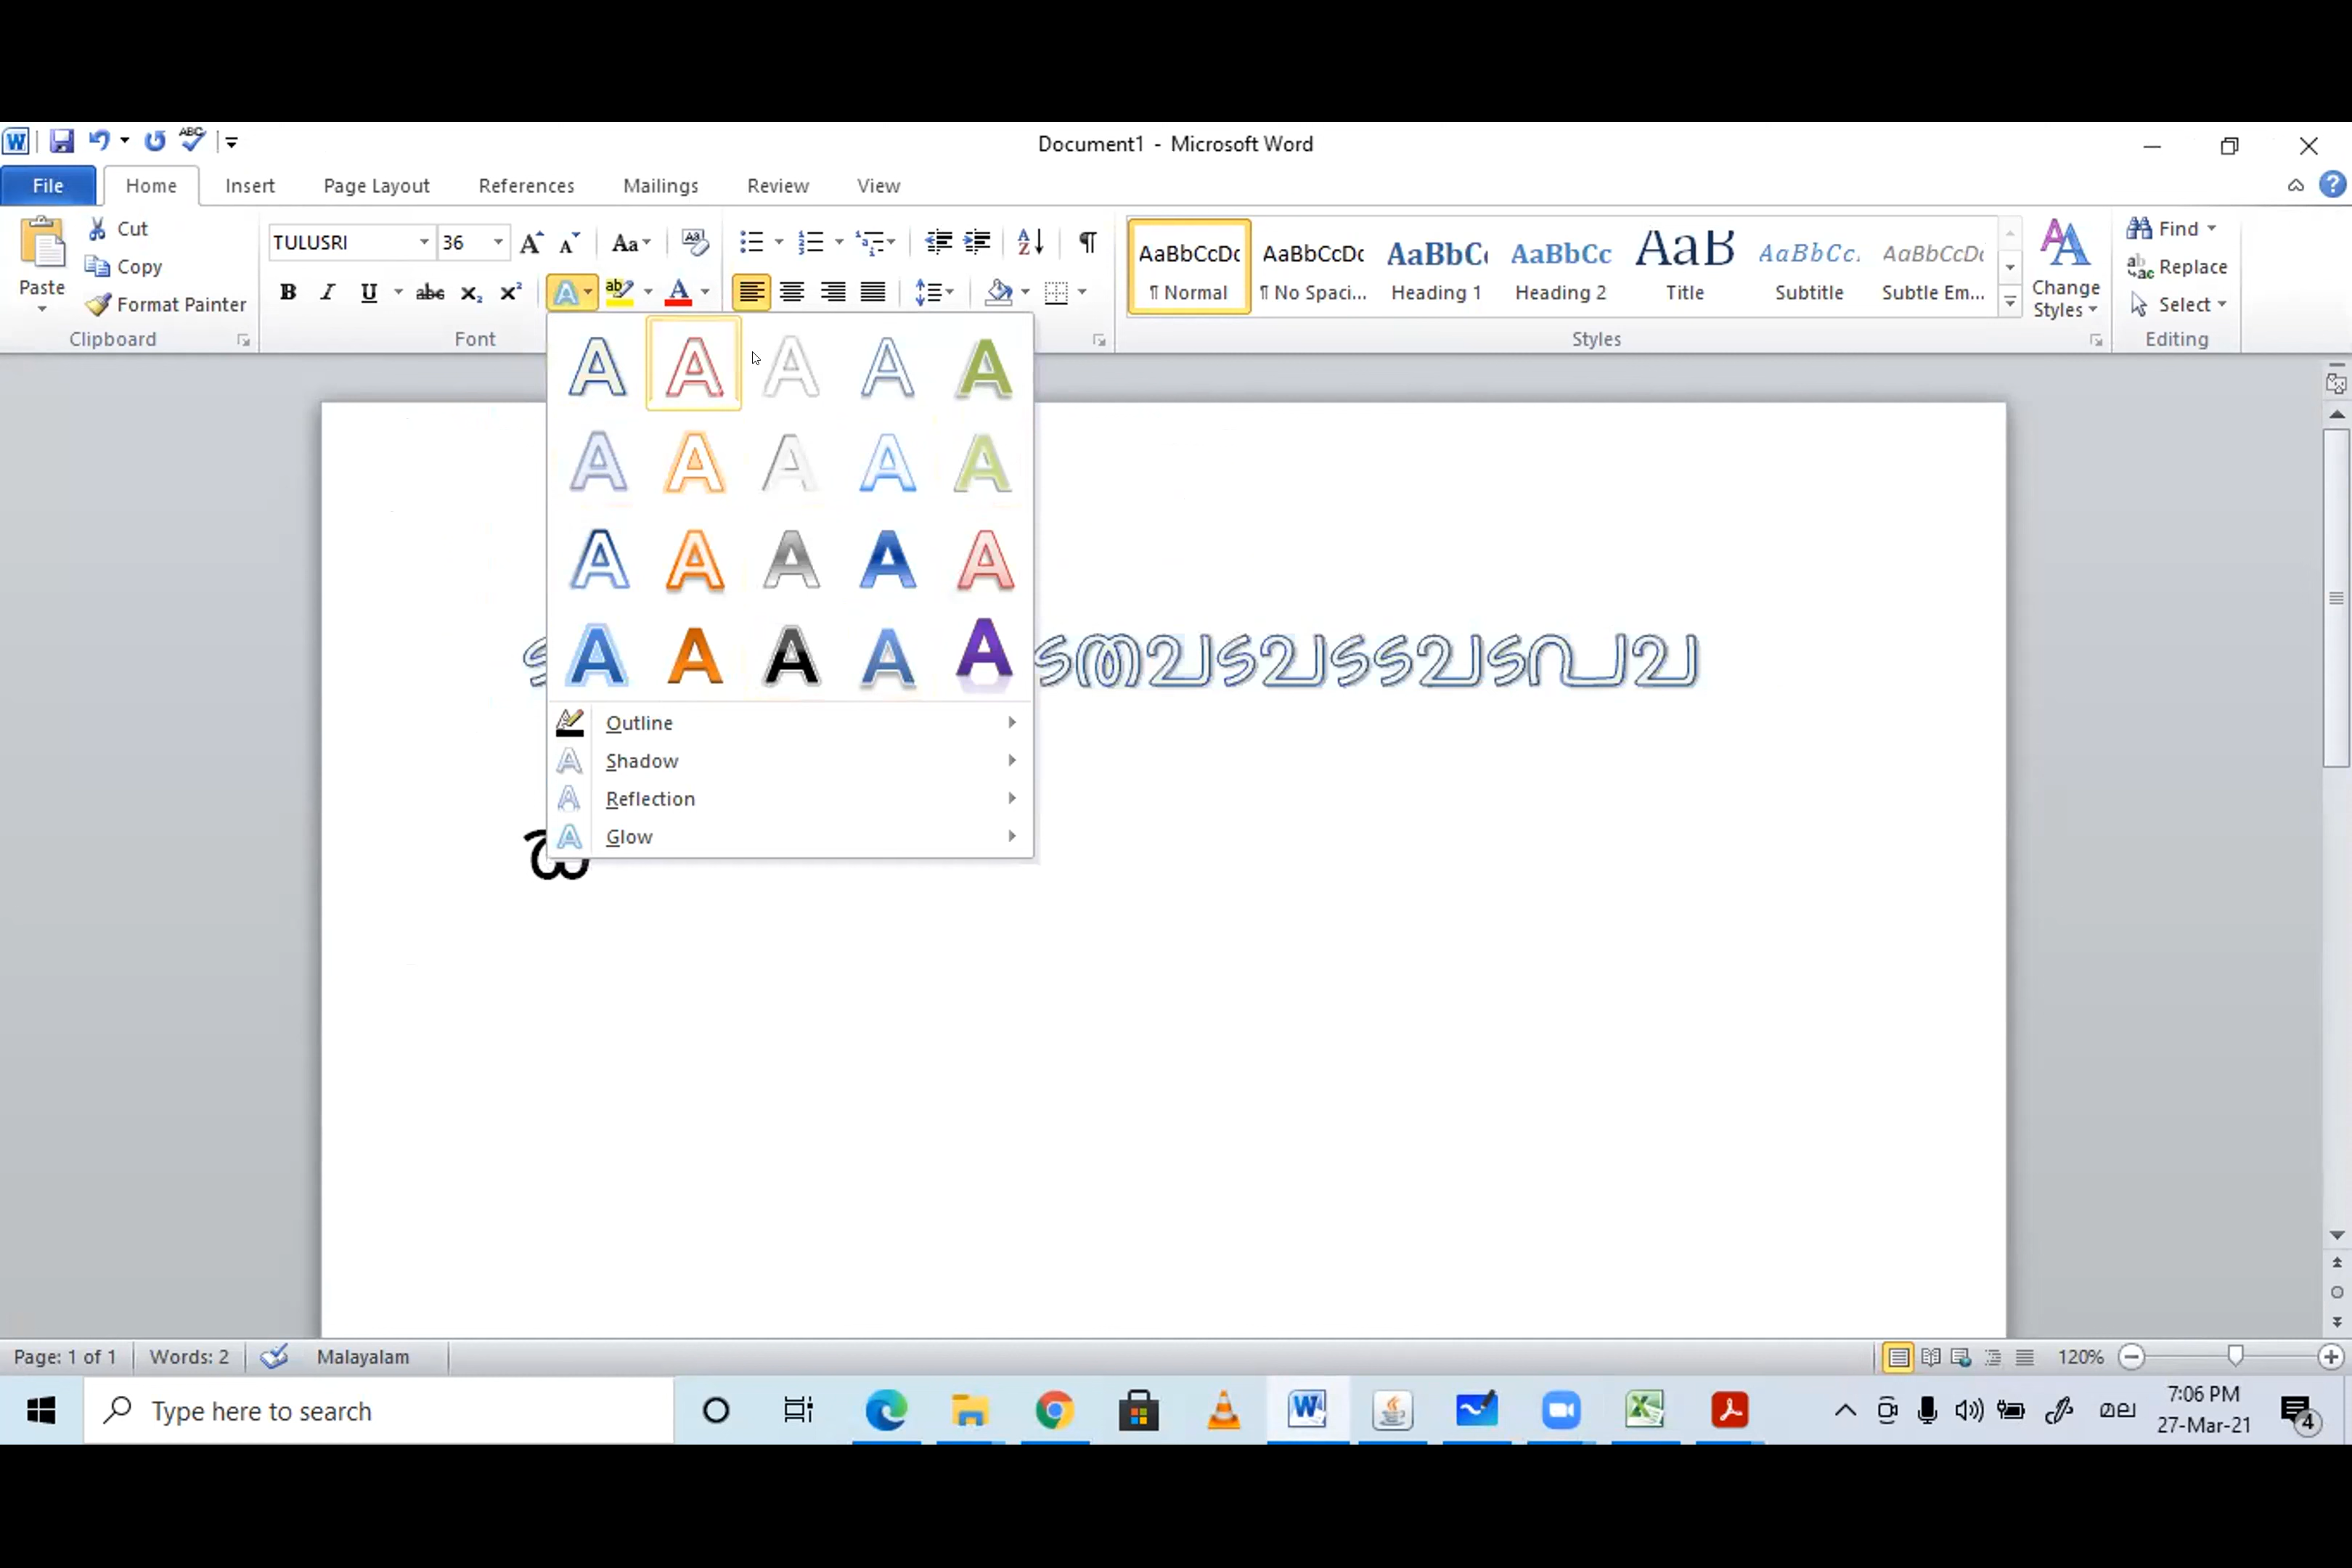 Document1 - Microsoft Word
File Home Insert Page Layout References Mailings Review View
Paste Cut Copy Format Painter
Clipboard
TULUSRI 36
Font
AaBbCcDc ¶ Normal
AaBbCcDc ¶ No Spaci...
AaBbC Heading 1
AaBbCc Heading 2
AaB Title
AaBbCc. Subtitle
AaBbCcDc Subtle Em...
Change Styles
Styles
Find
Replace
Select
Editing
Outline
Shadow
Reflection
Glow
Page: 1 of 1 Words: 2 Malayalam 120%
Type here to search
മല
7:06 PM
27-Mar-21
4